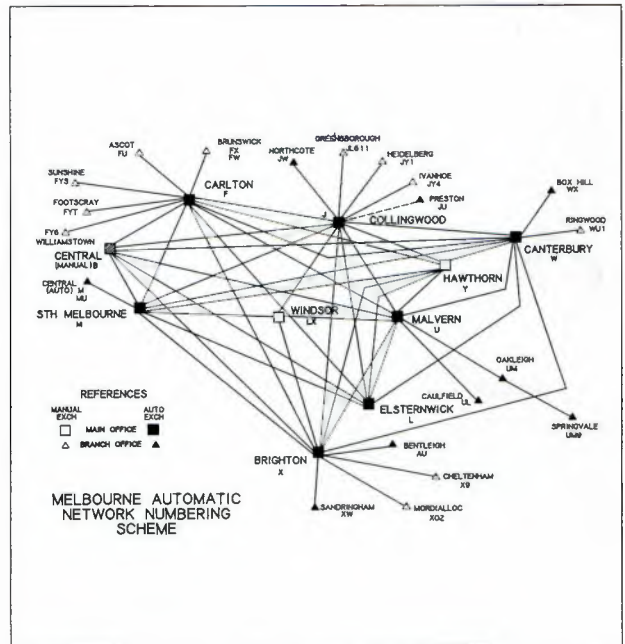 ASCOT
FU
BRUNSWICK
FX
FW
NORTHCOTE
JW
GREENSBOROUGH
JL611
HEIDELBERG
JY1
IVANHOE
JY4
PRESTON
JU
SUNSHINE
FY3
FOOTSCRAY
FYT
FY6
WILLIAMSTOWN
CARLTON
F
J
COLLINGWOOD
BOX HILL
WX
RINGWOOD
WU1
CANTERBURY
W
CENTRAL
(MANUAL) B
CENTRAL
(AUTO) M
MU
HAWTHORN
Y
STH MELBOURNE
M
WINDSOR
LX
MALVERN
U
OAKLEIGH
UM
CAULFIELD
UL
SPRINGVALE
UM9
ELSTERNWICK
L
REFERENCES
MANUAL EXCH
AUTO EXCH
MAIN OFFICE
BRANCH OFFICE
BRIGHTON
X
BENTLEIGH
AU
CHELTENHAM
X9
MORDIALLOC
X02
SANDRINGHAM
XW
MELBOURNE AUTOMATIC
NETWORK NUMBERING
SCHEME